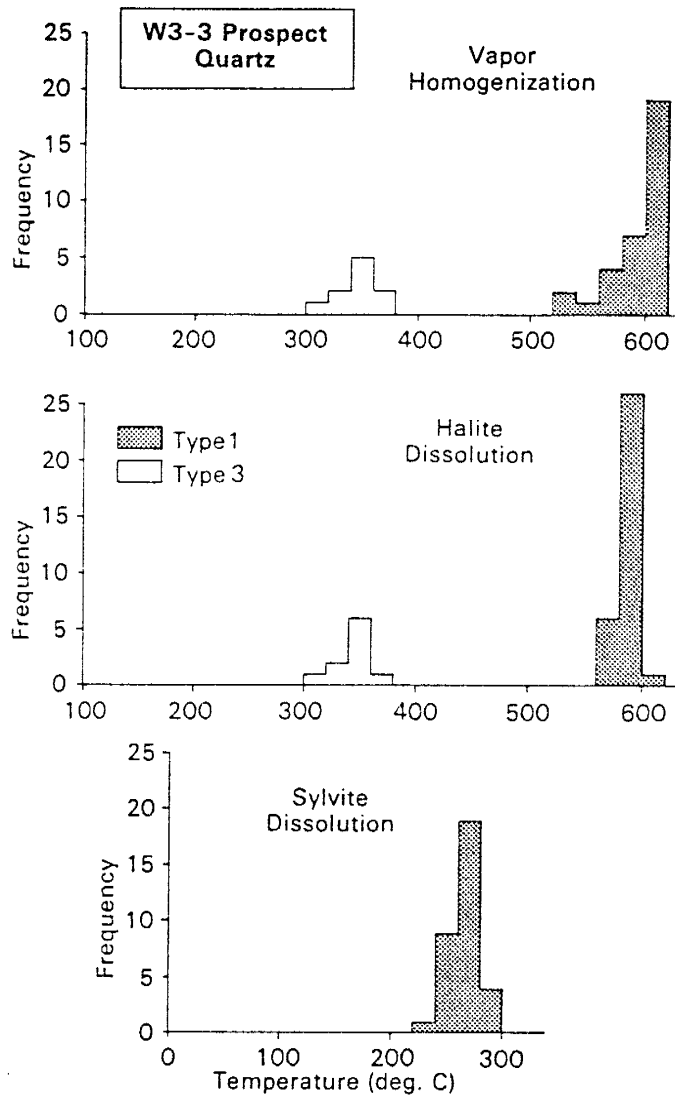 W3-3 Prospect
Quartz
Vapor
Homogenization
Frequency
25
20
15
10
5
0
100 200 300 400 500 600
Halite
Dissolution
Type 1
Type 3
Frequency
25
20
15
10
5
0
100 200 300 400 500 600
Sylvite
Dissolution
Frequency
25
20
15
10
5
0
0 100 200 300
Temperature (deg. C)